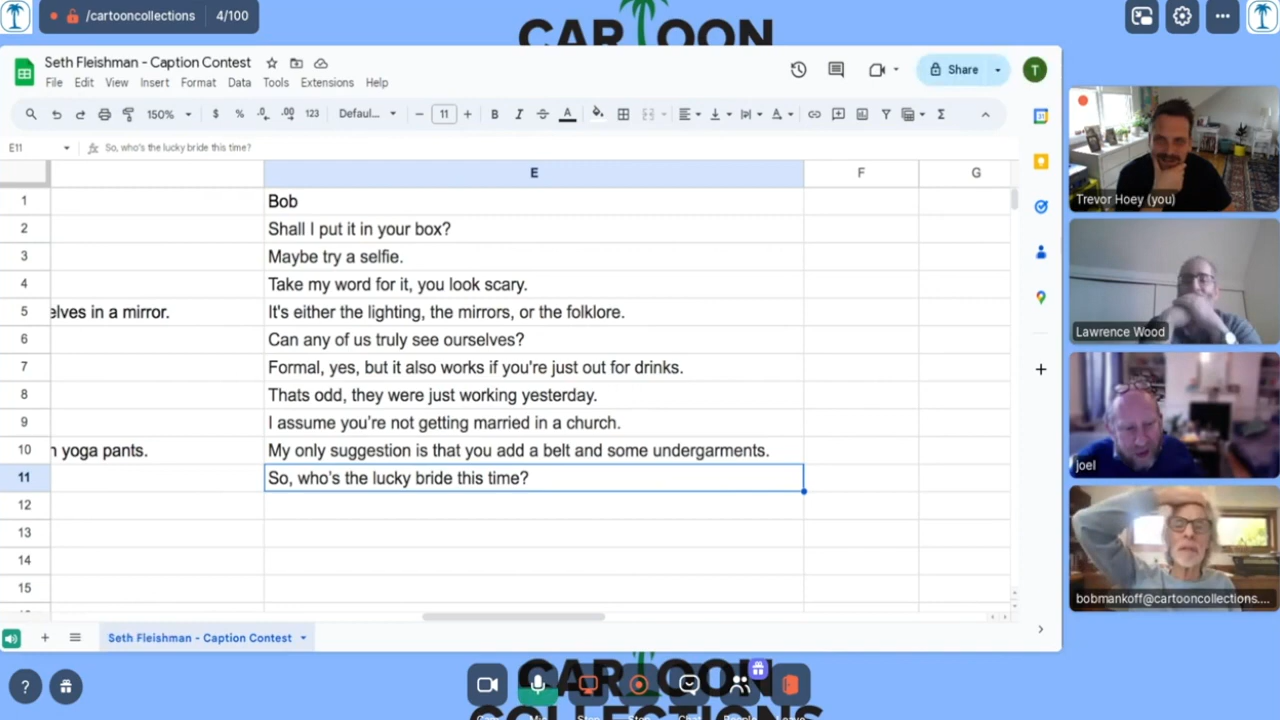 /cartooncollections 4/100
CARTOON
Seth Fleishman - Caption Contest
File Edit View Insert Format Data Tools Extensions Help
Share T
150% $ % .0 .00 123 Defaul... 11 B I A
E11 So, who's the lucky bride this time?
E F G
1 Bob
2 Shall I put it in your box?
3 Maybe try a selfie.
4 Take my word for it, you look scary.
5 elves in a mirror. It's either the lighting, the mirrors, or the folklore.
6 Can any of us truly see ourselves?
7 Formal, yes, but it also works if you're just out for drinks.
8 Thats odd, they were just working yesterday.
9 I assume you're not getting married in a church.
10 n yoga pants. My only suggestion is that you add a belt and some undergarments.
11 So, who's the lucky bride this time?
12
13
14
15
Seth Fleishman - Caption Contest
Trevor Hoey (you)
Lawrence Wood
joel
bobmankoff@cartooncollections....
CARTOON
COLLECTIONS